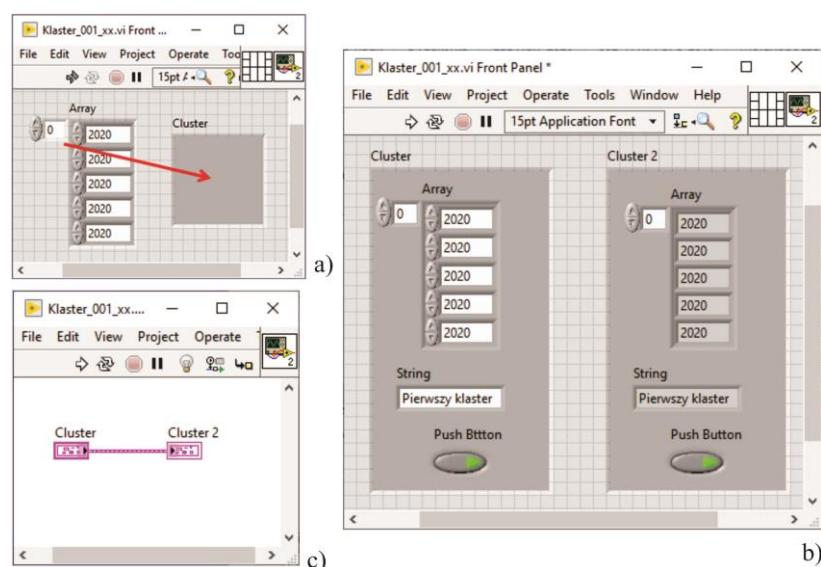 Klaster_001_xx.vi Front ...
File Edit View Project Operate Too
15pt A
2
Array
0
2020
2020
2020
2020
2020
Cluster
a)
Klaster_001_xx....
File Edit View Project Operate T
2
Cluster Cluster 2
c)
Klaster_001_xx.vi Front Panel *
File Edit View Project Operate Tools Window Help
15pt Application Font
2
Cluster
Array
0
2020
2020
2020
2020
2020
String
Pierwszy klaster
Push Bttton
Cluster 2
Array
0
2020
2020
2020
2020
2020
String
Pierwszy klaster
Push Button
b)